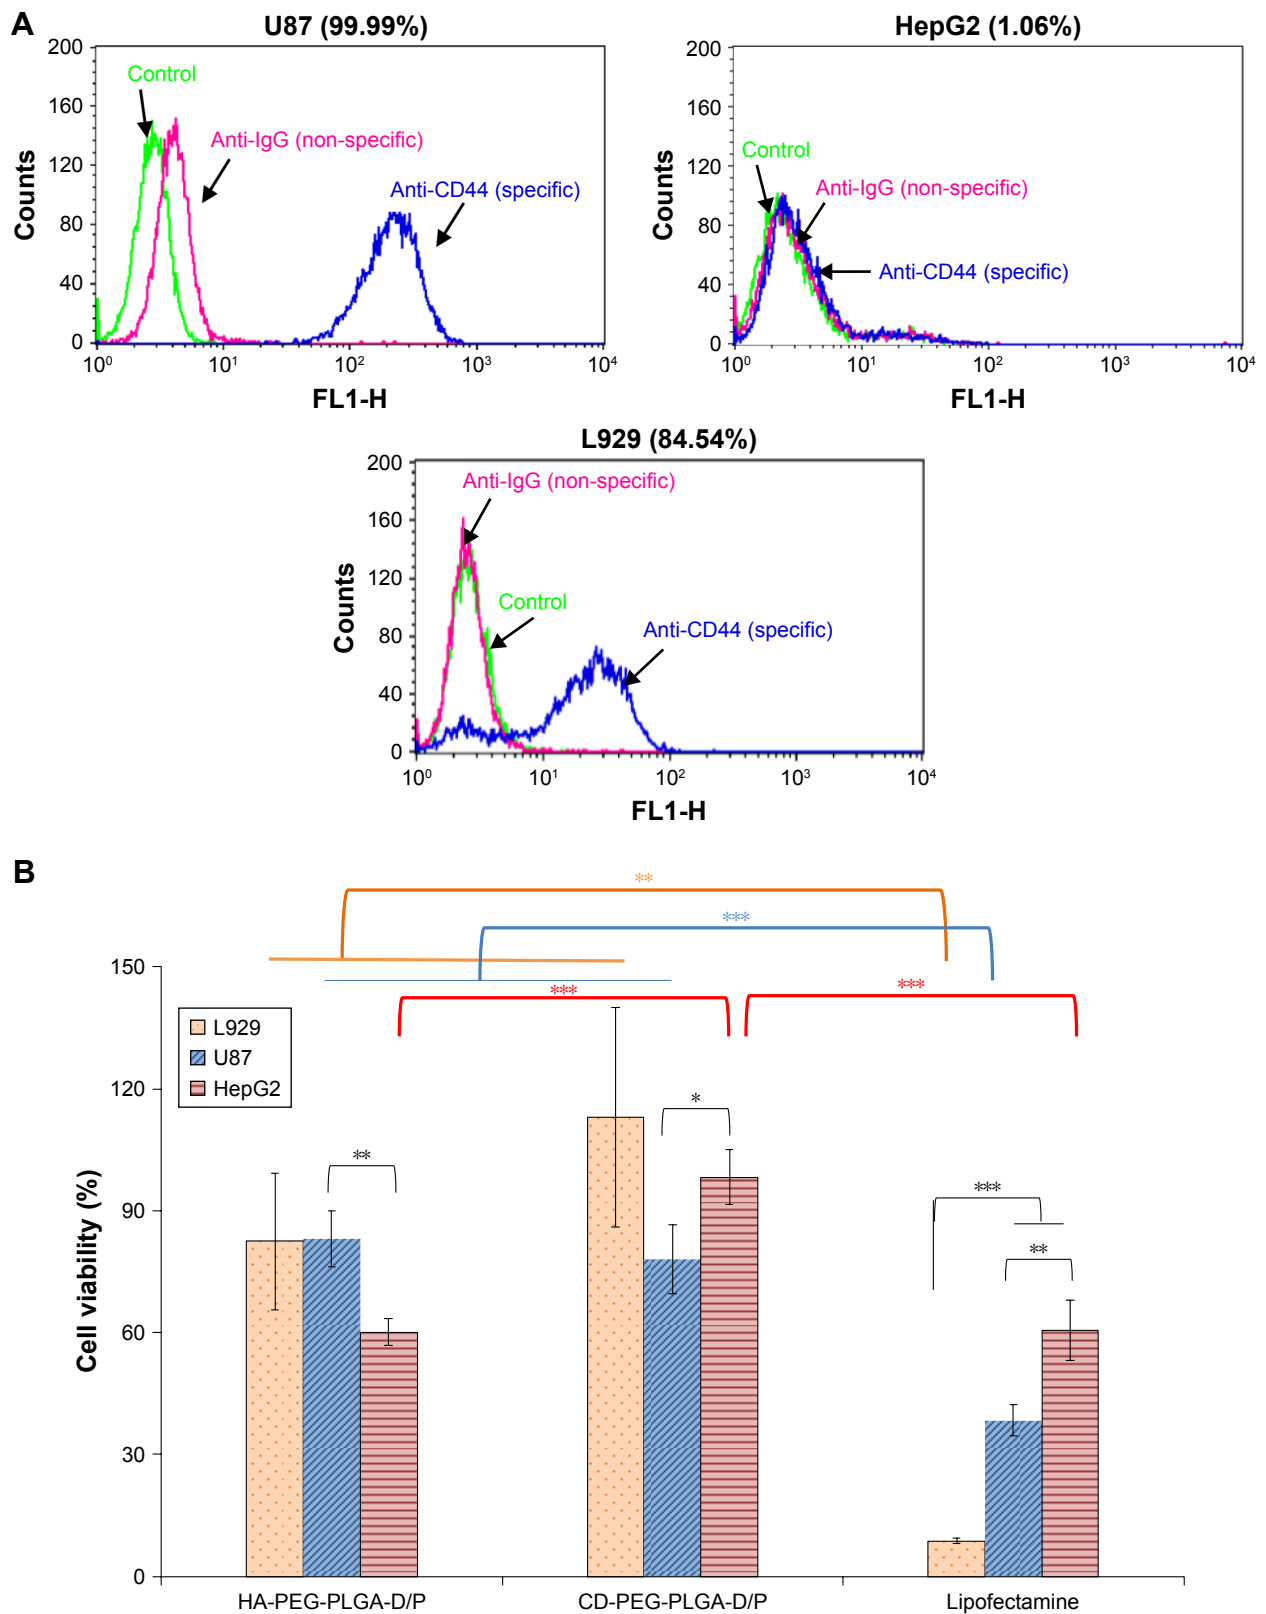 A
U87 (99.99%)
200
160
120
80
40
0
Counts
Control
Anti-IgG (non-specific)
Anti-CD44 (specific)
10⁰ 10¹ 10² 10³ 10⁴
FL1-H
HepG2 (1.06%)
200
160
120
80
40
0
Counts
Control
Anti-IgG (non-specific)
Anti-CD44 (specific)
10⁰ 10¹ 10² 10³ 10⁴
FL1-H
L929 (84.54%)
200
160
120
80
40
0
Counts
Anti-IgG (non-specific)
Control
Anti-CD44 (specific)
10⁰ 10¹ 10² 10³ 10⁴
FL1-H
B
**
***
*** ***
150
120
90
60
30
0
Cell viability (%)
L929
U87
HepG2
**
*
***
**
HA-PEG-PLGA-D/P CD-PEG-PLGA-D/P Lipofectamine